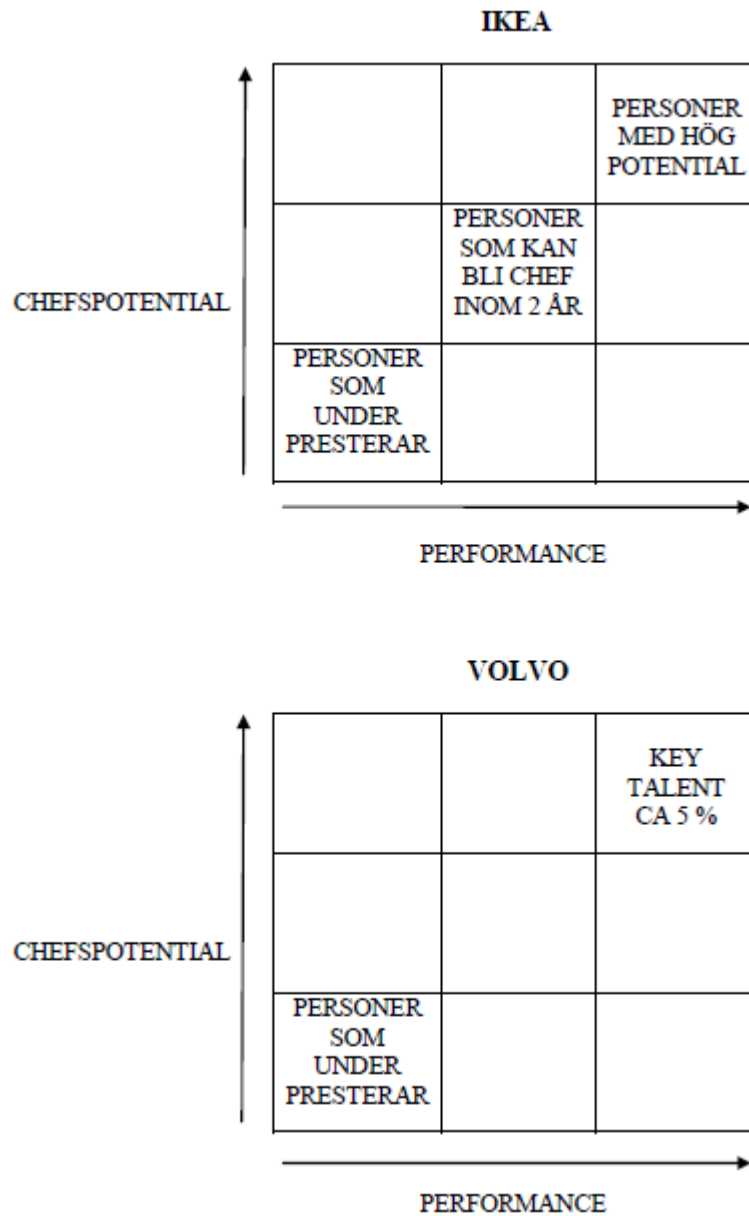 IKEA
PERSONER
MED HÖG
POTENTIAL
PERSONER
SOM KAN
BLI CHEF
INOM 2 ÅR
CHEFSPOTENTIAL
PERSONER
SOM
UNDER
PRESTERAR
PERFORMANCE
VOLVO
KEY
TALENT
CA 5 %
CHEFSPOTENTIAL
PERSONER
SOM
UNDER
PRESTERAR
PERFORMANCE